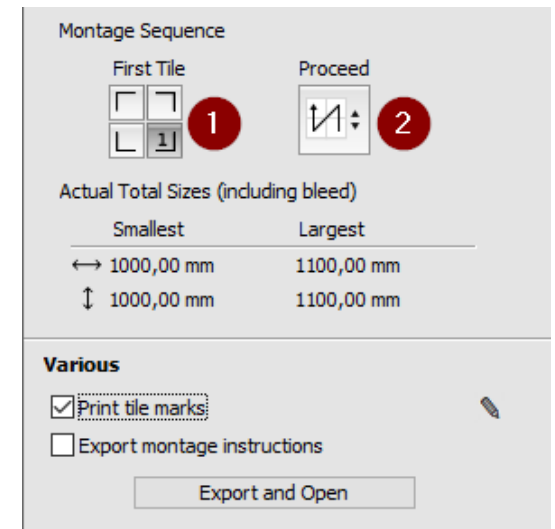 Montage Sequence
First Tile Proceed
1 1 2
Actual Total Sizes (including bleed)
Smallest Largest
1000,00 mm 1100,00 mm
1000,00 mm 1100,00 mm
Various
Print tile marks
Export montage instructions
Export and Open